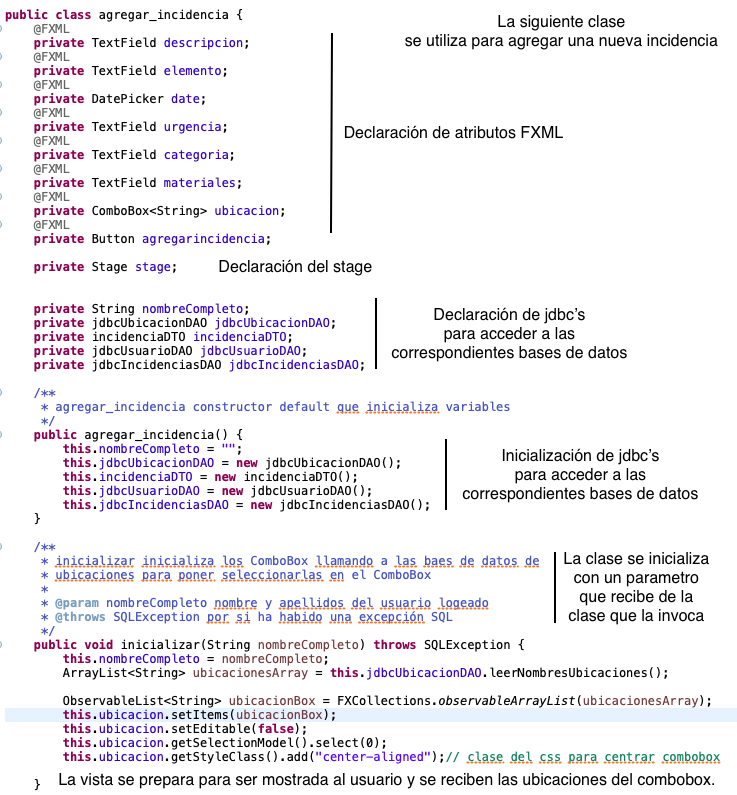 public class agregar_incidencia {
La siguiente clase
se utiliza para agregar una nueva incidencia
@FXML
private TextField descripcion;
@FXML
private TextField elemento;
@FXML
private DatePicker date;
@FXML
private TextField urgencia;
@FXML
private TextField categoria;
@FXML
private TextField materiales;
@FXML
private ComboBox<String> ubicacion;
@FXML
private Button agregarincidencia;
Declaración de atributos FXML
private Stage stage;
Declaración del stage
private String nombreCompleto;
private jdbcUbicacionDAO jdbcUbicacionDAO;
private incidenciaDTO incidenciaDTO;
private jdbcUsuarioDAO jdbcUsuarioDAO;
private jdbcIncidenciasDAO jdbcIncidenciasDAO;
Declaración de jdbc's
para acceder a las
correspondientes bases de datos
/**
* agregar_incidencia constructor default que inicializa variables
*/
public agregar_incidencia() {
this.nombreCompleto = "";
this.jdbcUbicacionDAO = new jdbcUbicacionDAO();
this.incidenciaDTO = new incidenciaDTO();
this.jdbcUsuarioDAO = new jdbcUsuarioDAO();
this.jdbcIncidenciasDAO = new jdbcIncidenciasDAO();
}
Inicialización de jdbc's
para acceder a las
correspondientes bases de datos
/**
* inicializar inicializa los ComboBox llamando a las baes de datos de
* ubicaciones para poner seleccionarlas en el ComboBox
*
* @param nombreCompleto nombre y apellidos del usuario logeado
* @throws SQLException por si ha habido una excepción SQL
*/
La clase se inicializa
con un parametro
que recibe de la
clase que la invoca
public void inicializar(String nombreCompleto) throws SQLException {
this.nombreCompleto = nombreCompleto;
ArrayList<String> ubicacionesArray = this.jdbcUbicacionDAO.leerNombresUbicaciones();
ObservableList<String> ubicacionBox = FXCollections.observableArrayList(ubicacionesArray);
this.ubicacion.setItems(ubicacionBox);
this.ubicacion.setEditable(false);
this.ubicacion.getSelectionModel().select(0);
this.ubicacion.getStyleClass().add("center-aligned");// clase del css para centrar combobox
}
La vista se prepara para ser mostrada al usuario y se reciben las ubicaciones del combobox.